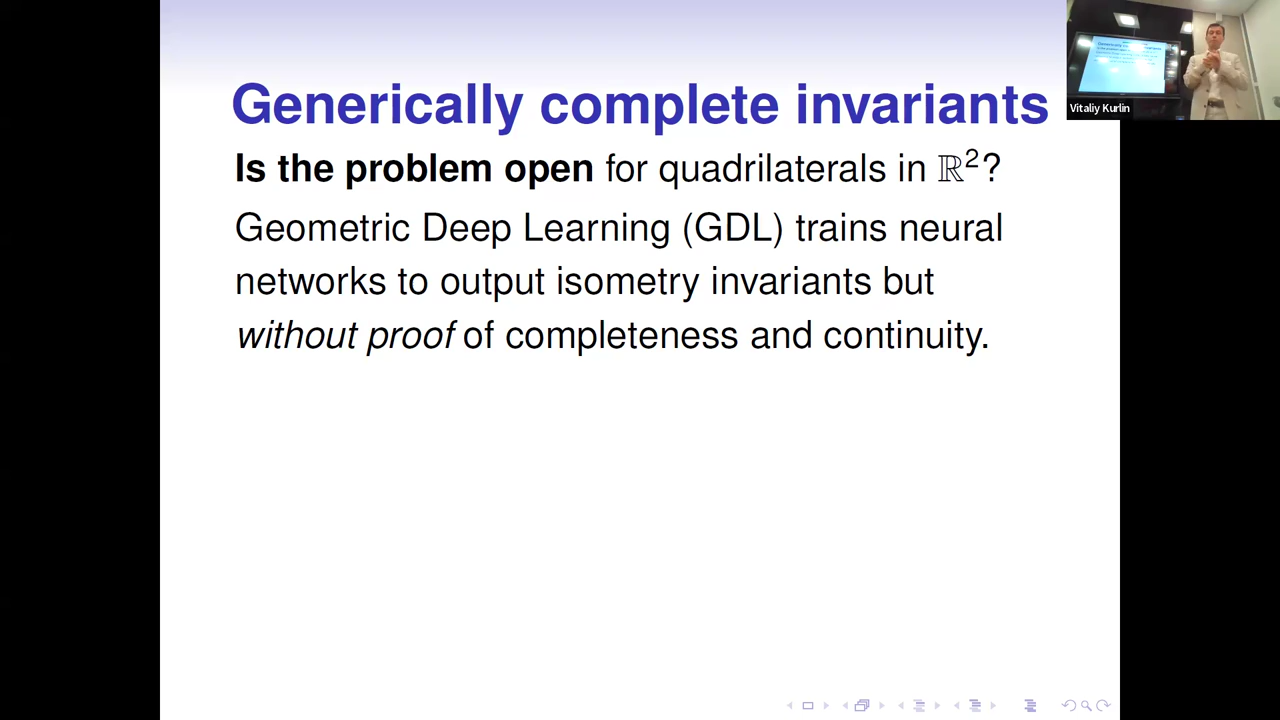 Generically complete invariants
Is the problem open for quadrilaterals in ℝ²?
Geometric Deep Learning (GDL) trains neural
networks to output isometry invariants but
without proof of completeness and continuity.
Vitaliy Kurlin